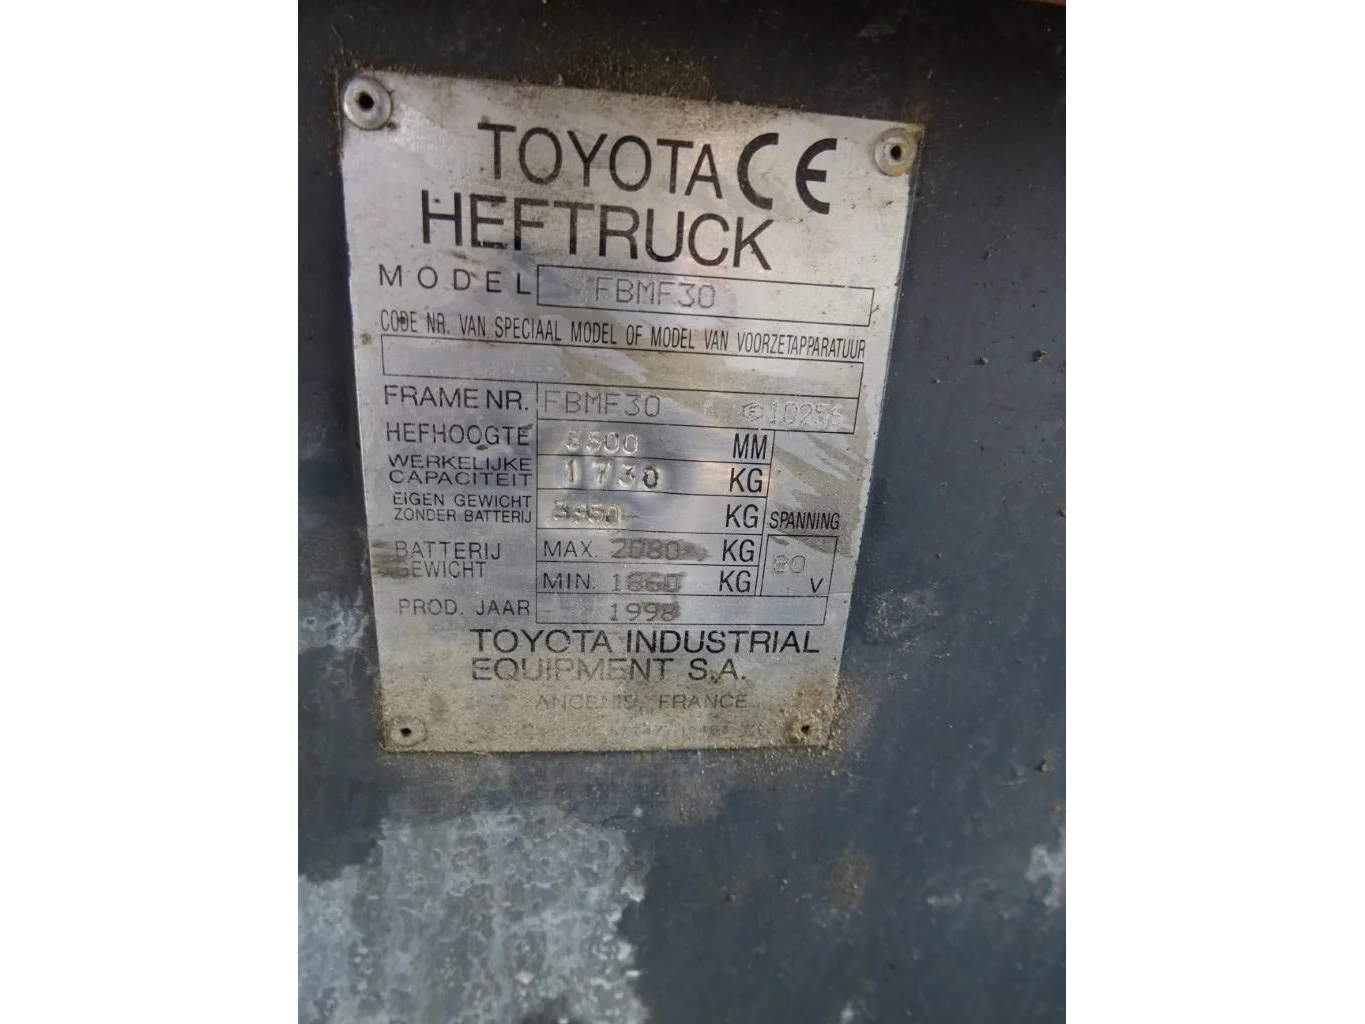 TOYOTA CE
HEFTRUCK
MODEL FBMF30
CODE NR. VAN SPECIAAL MODEL OF MODEL VAN VOORZETAPPARATUUR
FRAME NR. FBMF30 Ⓔ10256
HEFHOOGTE MM
WERKELIJKE
CAPACITEIT 1730 KG
EIGEN GEWICHT
ZONDER BATTERIJ KG SPANNING
BATTERIJ
GEWICHT
MAX. 2080 KG
MIN. 1860 KG 80 V
PROD. JAAR 1998
TOYOTA INDUSTRIAL
EQUIPMENT S.A.
ANCENIS, FRANCE